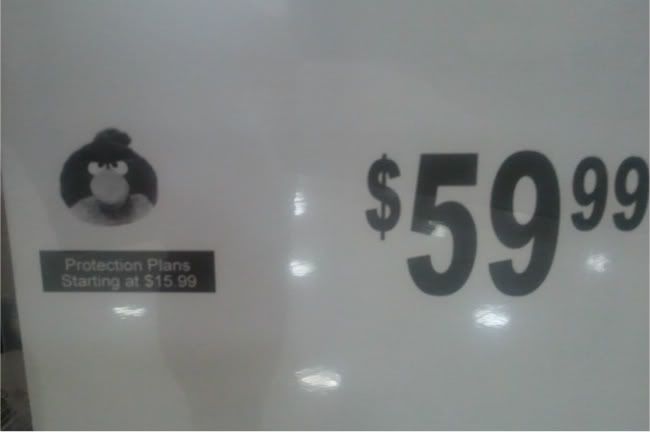 $59 99
Protection Plans
Starting at $15.99